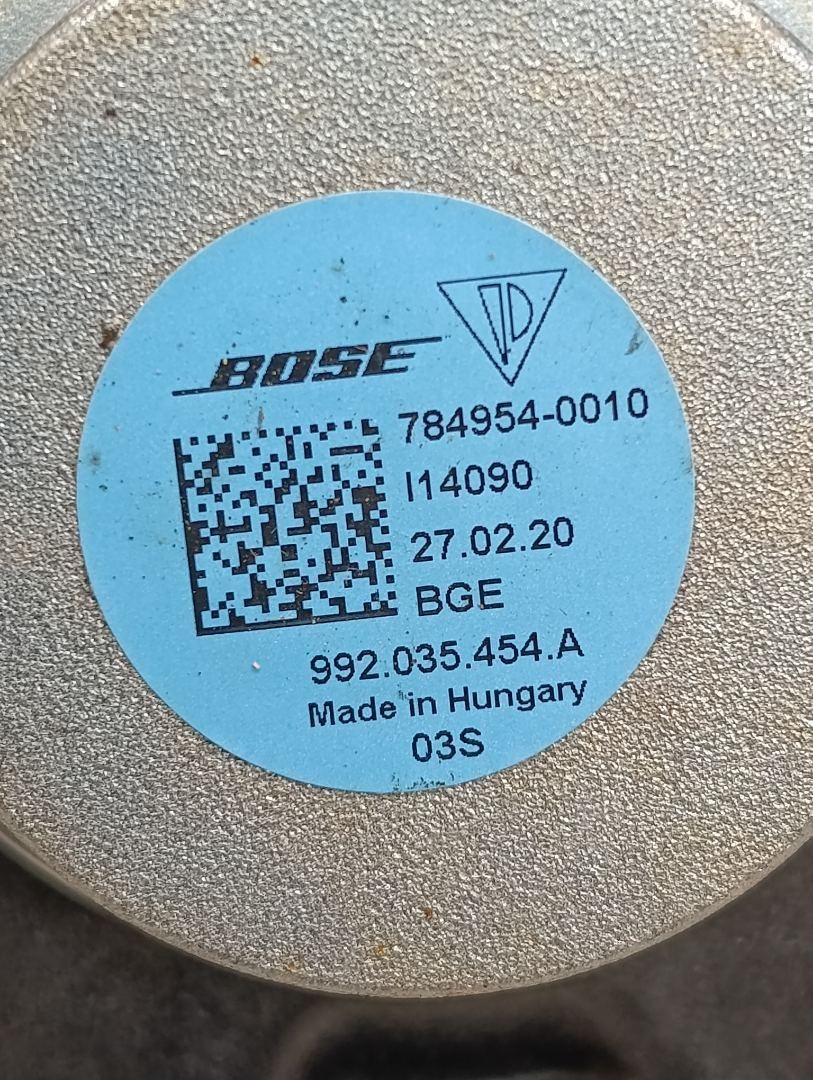 BOSE
784954-0010
I14090
27.02.20
BGE
992.035.454.A
Made in Hungary
03S